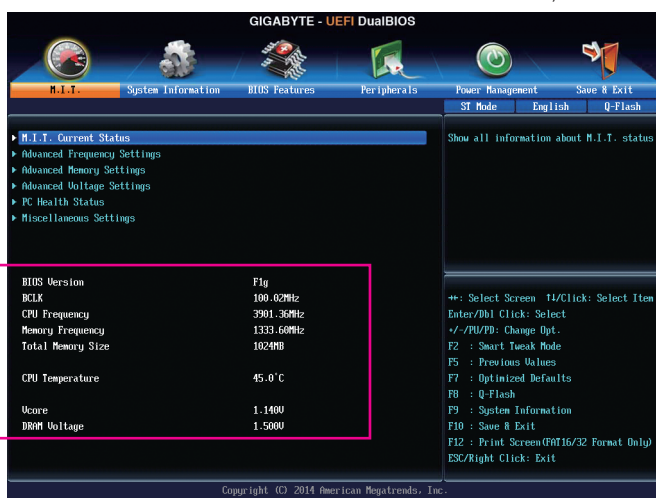 GIGABYTE - UEFI DualBIOS
M.I.T.
System Information
BIOS Features
Peripherals
Power Management
Save & Exit
ST Mode
English
Q-Flash
M.I.T. Current Status
Advanced Frequency Settings
Advanced Memory Settings
Advanced Voltage Settings
PC Health Status
Miscellaneous Settings
Show all information about M.I.T. status
BIOS Version F1g
BCLK 100.02MHz
CPU Frequency 3901.36MHz
Memory Frequency 1333.60MHz
Total Memory Size 1024MB
CPU Temperature 45.0°C
Vcore 1.140V
DRAM Voltage 1.500V
→←: Select Screen ↑↓/Click: Select Item
Enter/Dbl Click: Select
+/-/PU/PD: Change Opt.
F2 : Smart Tweak Mode
F5 : Previous Values
F7 : Optimized Defaults
F8 : Q-Flash
F9 : System Information
F10 : Save & Exit
F12 : Print Screen(FAT16/32 Format Only)
ESC/Right Click: Exit
Copyright (C) 2014 American Megatrends, Inc.